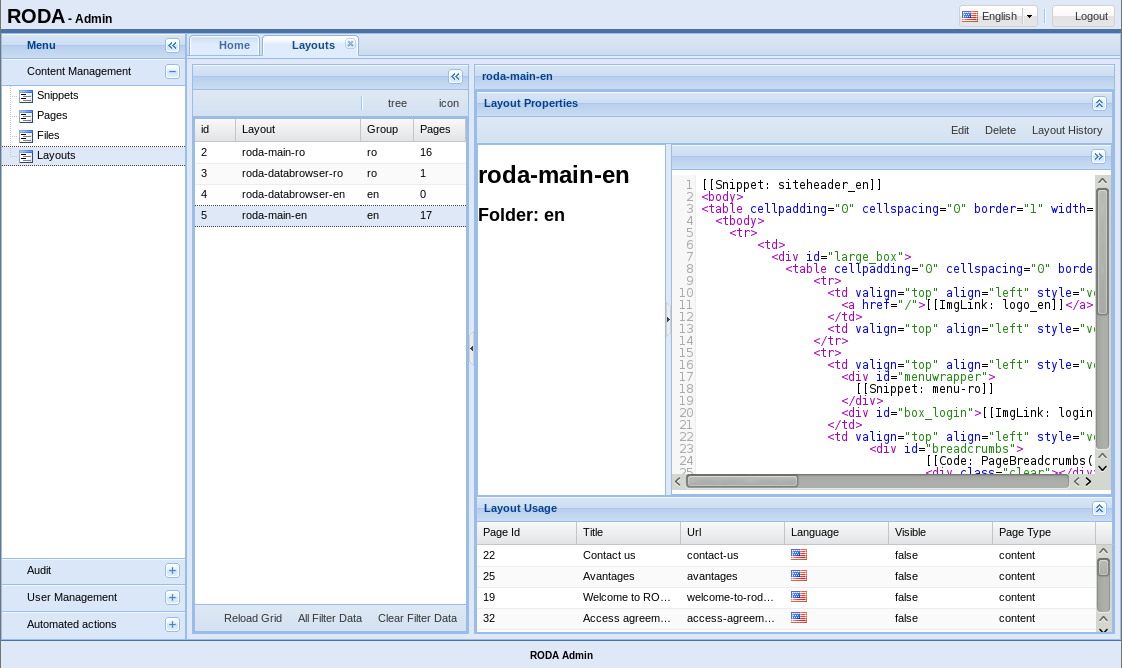 RODA - Admin
English
Logout
Menu
Content Management
Snippets
Pages
Files
Layouts
Audit
User Management
Automated actions
Home
Layouts
tree icon
id Layout Group Pages
2 roda-main-ro ro 16
3 roda-databrowser-ro ro 1
4 roda-databrowser-en en 0
5 roda-main-en en 17
Reload Grid All Filter Data Clear Filter Data
roda-main-en
Layout Properties
Edit Delete Layout History
roda-main-en
Folder: en
1 [[Snippet: siteheader_en]]
2 <body>
3 <table cellpadding="0" cellspacing="0" border="1" width=
4 <tbody>
5 <tr>
6 <td>
7 <div id="large_box">
8 <table cellpadding="0" cellspacing="0" borde
9 <tr>
10 <td valign="top" align="left" style="ve
11 <a href="/">[[ImgLink: logo_en]]</a>
12 </td>
13 <td valign="top" align="left" style="ve
14 </tr>
15 <tr>
16 <td valign="top" align="left" style="ve
17 <div id="menuwrapper">
18 [[Snippet: menu-ro]]
19 </div>
20 <div id="box_login">[[ImgLink: login
21 </td>
22 <td valign="top" align="left" style="ve
23 <div id="breadcrumbs">
24 [[Code: PageBreadcrumbs(
25 <div class="clear"></div
Layout Usage
Page Id Title Url Language Visible Page Type
22 Contact us contact-us false content
25 Avantages avantages false content
19 Welcome to RO... welcome-to-rod... false content
32 Access agreem... access-agreem... false content
RODA Admin